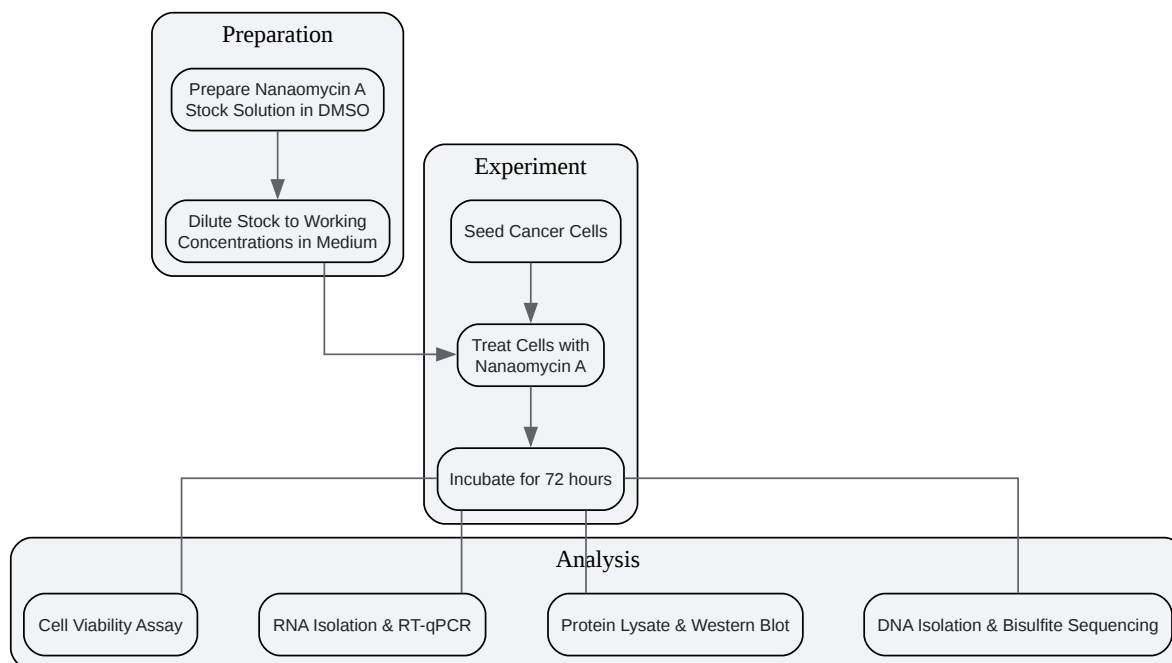 Preparation
Prepare Nanaomycin A
Stock Solution in DMSO
Dilute Stock to Working
Concentrations in Medium
Experiment
Seed Cancer Cells
Treat Cells with
Nanaomycin A
Incubate for 72 hours
Analysis
Cell Viability Assay
RNA Isolation & RT-qPCR
Protein Lysate & Western Blot
DNA Isolation & Bisulfite Sequencing